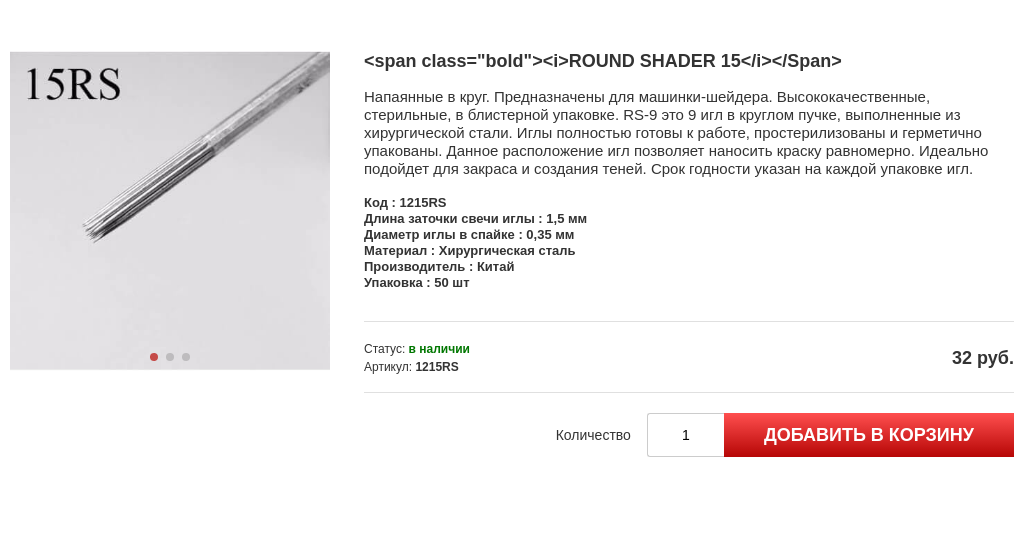 15RS
<span class="bold"><i>ROUND SHADER 15</i></Span>
Напаянные в круг. Предназначены для машинки-шейдера. Высококачественные,
стерильные, в блистерной упаковке. RS-9 это 9 игл в круглом пучке, выполненные из
хирургической стали. Иглы полностью готовы к работе, простерилизованы и герметично
упакованы. Данное расположение игл позволяет наносить краску равномерно. Идеально
подойдет для закраса и создания теней. Срок годности указан на каждой упаковке игл.
Код : 1215RS
Длина заточки свечи иглы : 1,5 мм
Диаметр иглы в спайке : 0,35 мм
Материал : Хирургическая сталь
Производитель : Китай
Упаковка : 50 шт
Статус: в наличии
Артикул: 1215RS
32 руб.
Количество 1 ДОБАВИТЬ В КОРЗИНУ